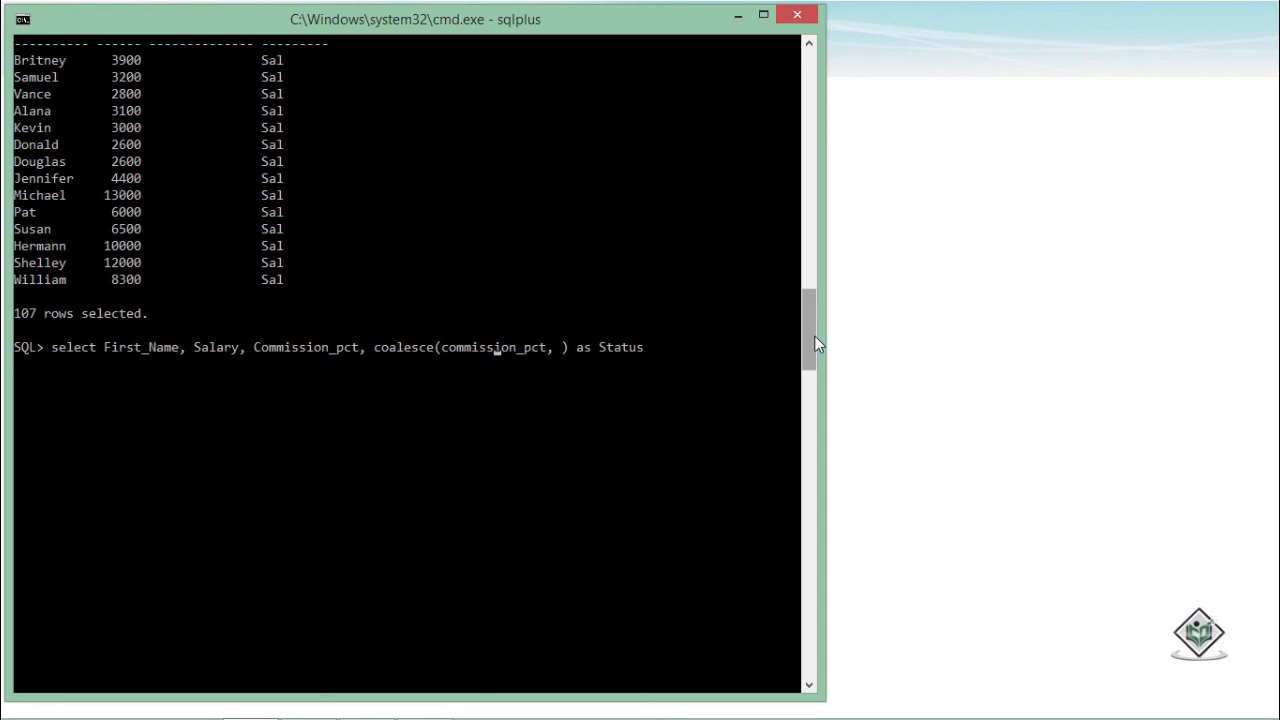 C:\Windows\system32\cmd.exe - sqlplus
---------- ------ -------------- ---------
Britney 3900 Sal
Samuel 3200 Sal
Vance 2800 Sal
Alana 3100 Sal
Kevin 3000 Sal
Donald 2600 Sal
Douglas 2600 Sal
Jennifer 4400 Sal
Michael 13000 Sal
Pat 6000 Sal
Susan 6500 Sal
Hermann 10000 Sal
Shelley 12000 Sal
William 8300 Sal
107 rows selected.
SQL> select First_Name, Salary, Commission_pct, coalesce(commission_pct, ) as Status